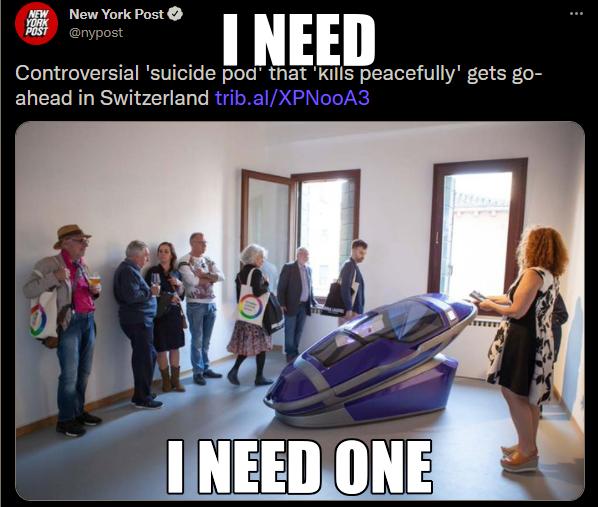 NEW
YORK
POST
New York Post
@nypost
I NEED
Controversial 'suicide pod' that 'kills peacefully' gets go-
ahead in Switzerland trib.al/XPNooA3
I NEED ONE